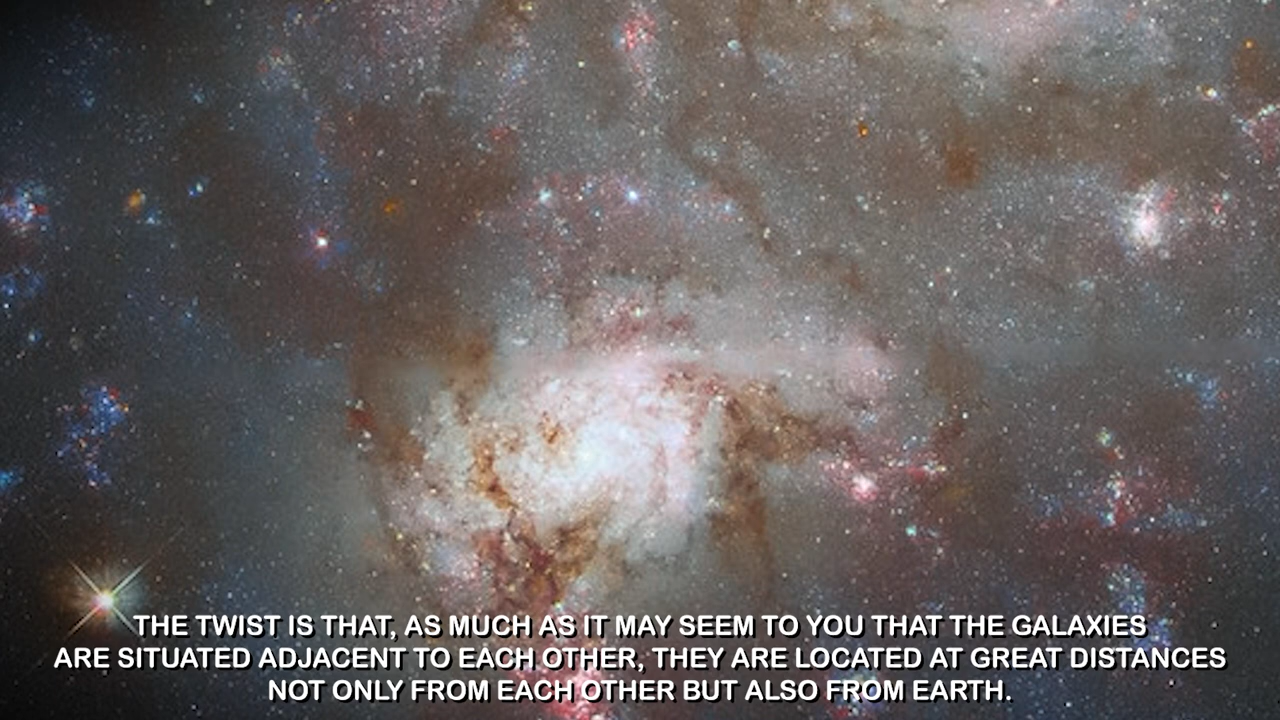 THE TWIST IS THAT, AS MUCH AS IT MAY SEEM TO YOU THAT THE GALAXIES
ARE SITUATED ADJACENT TO EACH OTHER, THEY ARE LOCATED AT GREAT DISTANCES
NOT ONLY FROM EACH OTHER BUT ALSO FROM EARTH.